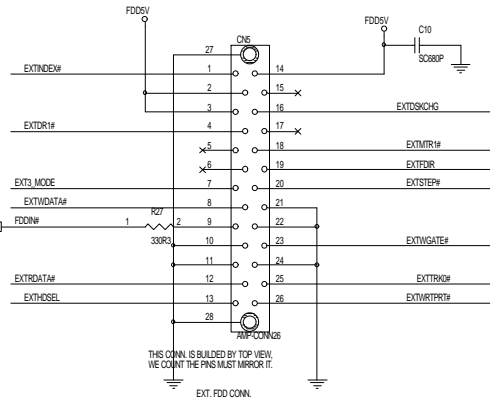 FDD5V
CN5
FDD5V
C10
SC680P
27
EXTINDEX# 1 14
2 15
3 16 EXTDSKCHG
EXTDR1# 4 17
5 18 EXTMTR1#
6 19 EXTFDIR
EXT3_MODE 7 20 EXTSTEP#
EXTWDATA# 8 21
FDDIN# 1 R27 2 9 22
330R3
10 23 EXTWGATE#
11 24
EXTRDATA# 12 25 EXTTRK0#
EXTHDSEL 13 26 EXTWRTPRT#
28
AMP-CONN26
THIS CONN. IS BUILDED BY TOP VIEW,
WE COUNT THE PINS MUST MIRROR IT.
EXT. FDD CONN.